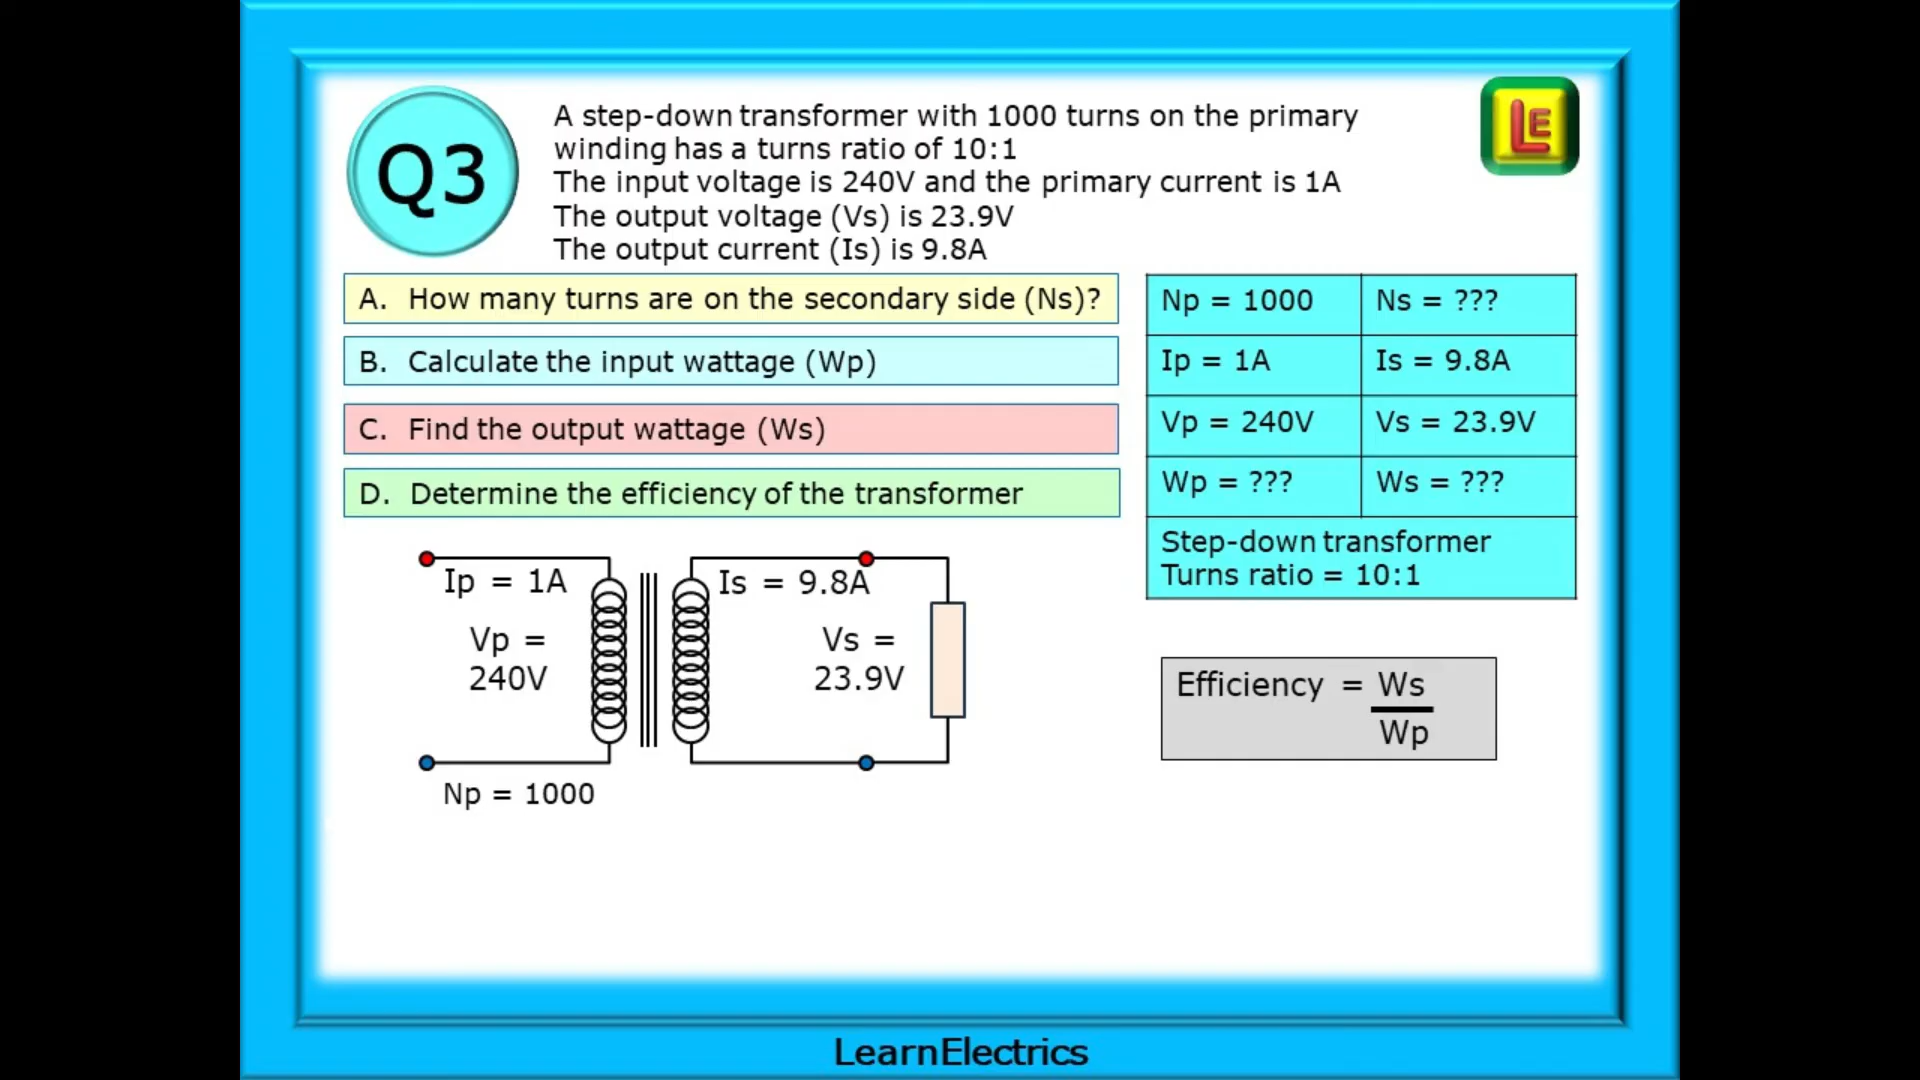 Q3
A step-down transformer with 1000 turns on the primary
winding has a turns ratio of 10:1
The input voltage is 240V and the primary current is 1A
The output voltage (Vs) is 23.9V
The output current (Is) is 9.8A
LE
A. How many turns are on the secondary side (Ns)?
B. Calculate the input wattage (Wp)
C. Find the output wattage (Ws)
D. Determine the efficiency of the transformer
Np = 1000 Ns = ???
Ip = 1A Is = 9.8A
Vp = 240V Vs = 23.9V
Wp = ??? Ws = ???
Step-down transformer
Turns ratio = 10:1
Ip = 1A Is = 9.8A
Vp = Vs =
240V 23.9V
Np = 1000
Efficiency = Ws
Wp
LearnElectrics